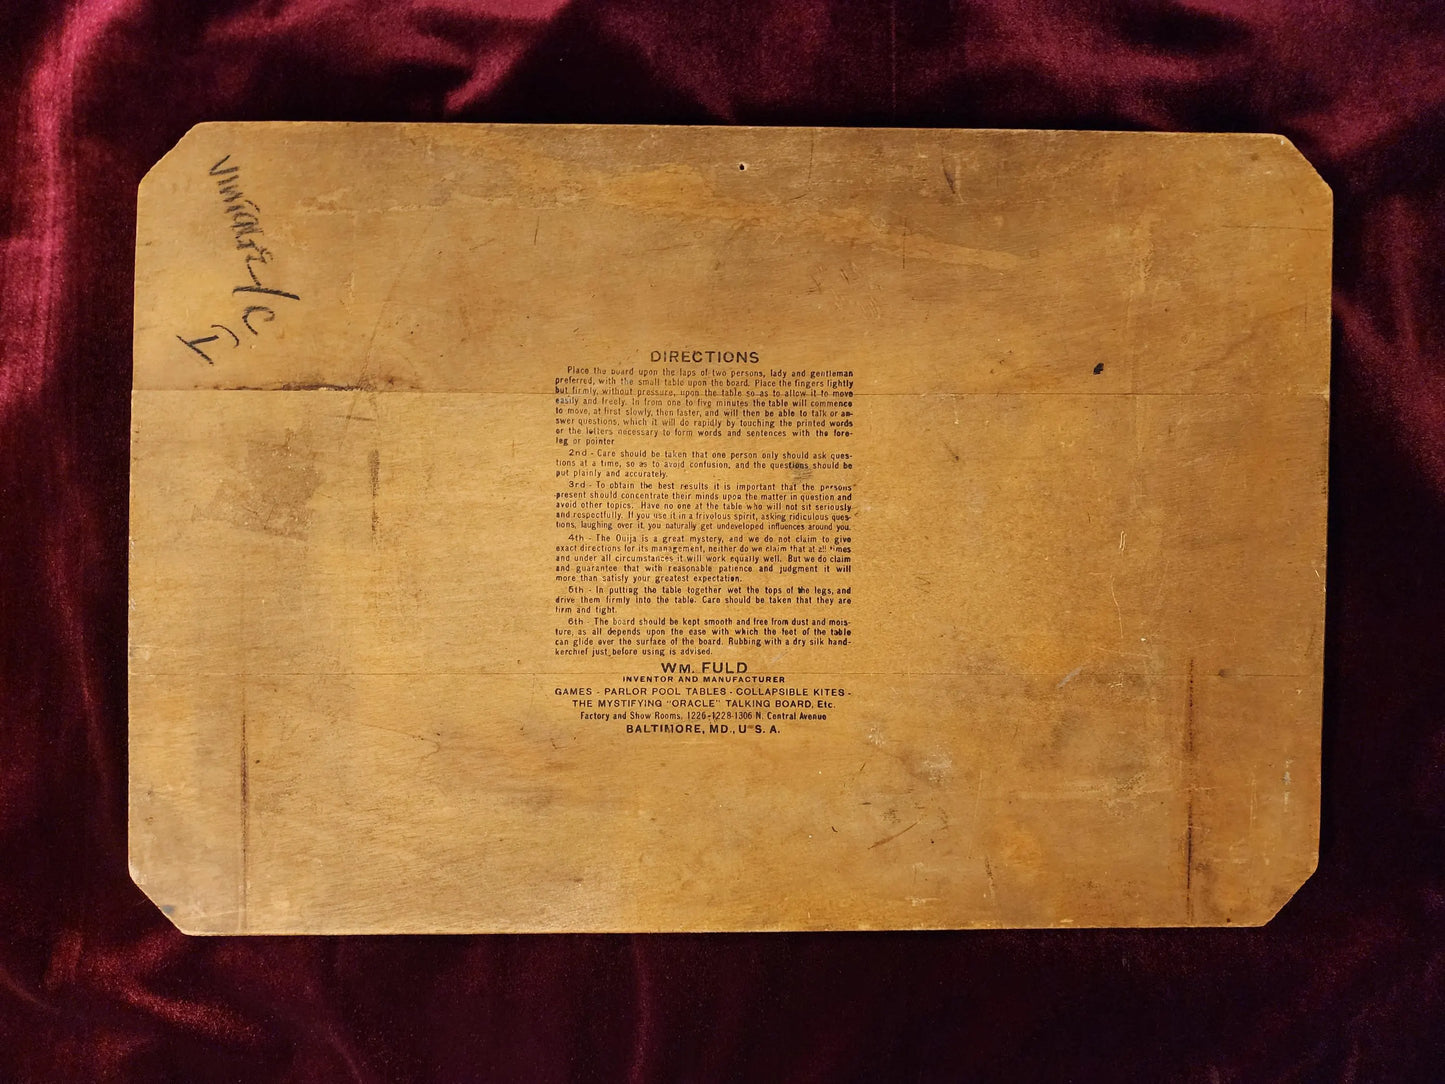 DIRECTIONS
Place the board upon the laps of two persons, lady and gentleman
preferred, with the small table upon the board. Place the fingers lightly
but firmly, without pressure, upon the table so as to allow it to move
easily and freely. In from one to five minutes the table will commence
to move, at first slowly, then faster, and will then be able to talk or an-
swer questions, which it will do rapidly by touching the printed words
or the letters necessary to form words and sentences with the fore-
leg or pointer
2nd - Care should be taken that one person only should ask ques-
tions at a time, so as to avoid confusion, and the questions should be
put plainly and accurately.
3rd - To obtain the best results it is important that the persons
present should concentrate their minds upon the matter in question and
avoid other topics. Have no one at the table who will not sit seriously
and respectfully. If you use it in a frivolous spirit, asking ridiculous ques-
tions, laughing over it, you naturally get undeveloped influences around you.
4th - The Ouija is a great mystery, and we do not claim to give
exact directions for its management, neither do we claim that at all times
and under all circumstances it will work equally well. But we do claim
and guarantee that with reasonable patience and judgment it will
more than satisfy your greatest expectation.
5th - In putting the table together wet the tops of the legs, and
drive them firmly into the table. Care should be taken that they are
firm and tight.
6th - The board should be kept smooth and free from dust and mois-
ture, as all depends upon the ease with which the feet of the table
can glide over the surface of the board. Rubbing with a dry silk hand-
kerchief just before using is advised.
WM. FULD
INVENTOR AND MANUFACTURER
GAMES - PARLOR POOL TABLES - COLLAPSIBLE KITES -
THE MYSTIFYING "ORACLE" TALKING BOARD, Etc.
Factory and Show Rooms, 1226-1228-1306 N. Central Avenue
BALTIMORE, MD., U.S.A.